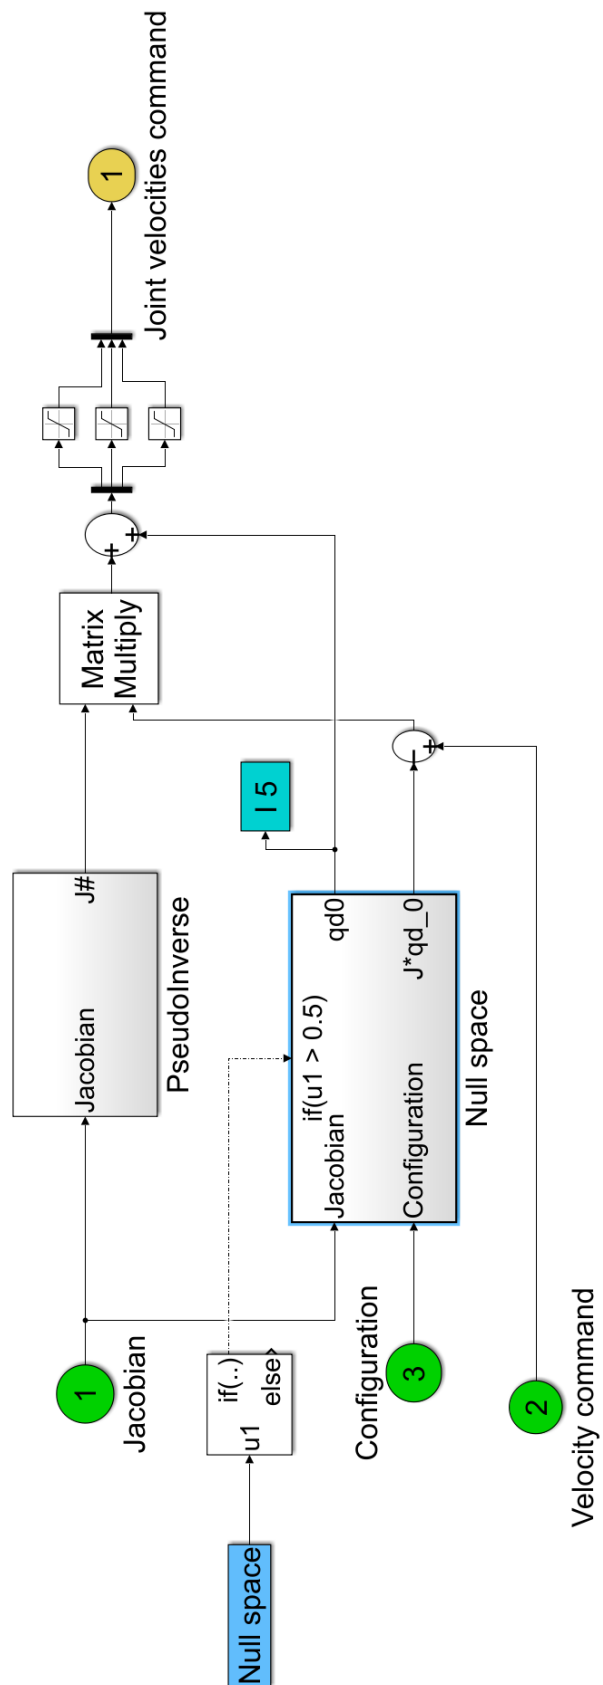 1
Jacobian
Jacobian
J#
PseudoInverse
Matrix
Multiply
+
+
1
Joint velocities command
Null space
u1
if(..)
else
I 5
if(u1 > 0.5)
Jacobian
qd0
Configuration
J*qd_0
Null space
3
Configuration
−
+
2
Velocity command